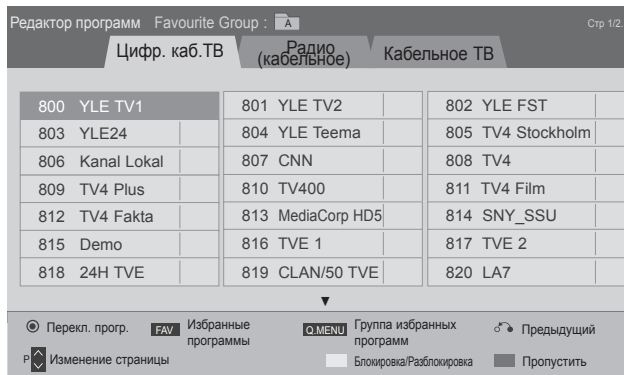 Редактор программ Favourite Group : A Стр 1/2.
Цифр. каб.ТВ Радио (кабельное) Кабельное ТВ
800 YLE TV1 801 YLE TV2 802 YLE FST
803 YLE24 804 YLE Teema 805 TV4 Stockholm
806 Kanal Lokal 807 CNN 808 TV4
809 TV4 Plus 810 TV400 811 TV4 Film
812 TV4 Fakta 813 MediaCorp HD5 814 SNY_SSU
815 Demo 816 TVE 1 817 TVE 2
818 24H TVE 819 CLAN/50 TVE 820 LA7
Перекл. прогр. FAV Избранные программы Q.MENU Группа избранных программ Предыдущий
P Изменение страницы Блокировка/Разблокировка Пропустить